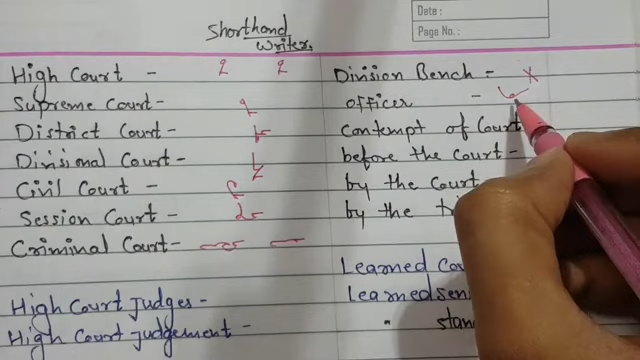 Date :
Page No. :
Shorthand
Writer.
High Court -
Supreme Court -
District Court -
Divisional Court -
Civil Court -
Session Court -
Criminal Court -
High Court Judges -
High Court judgement -
Division Bench -
officer -
contempt of Court
before the court -
by the court
by the
Learned
Learned
"